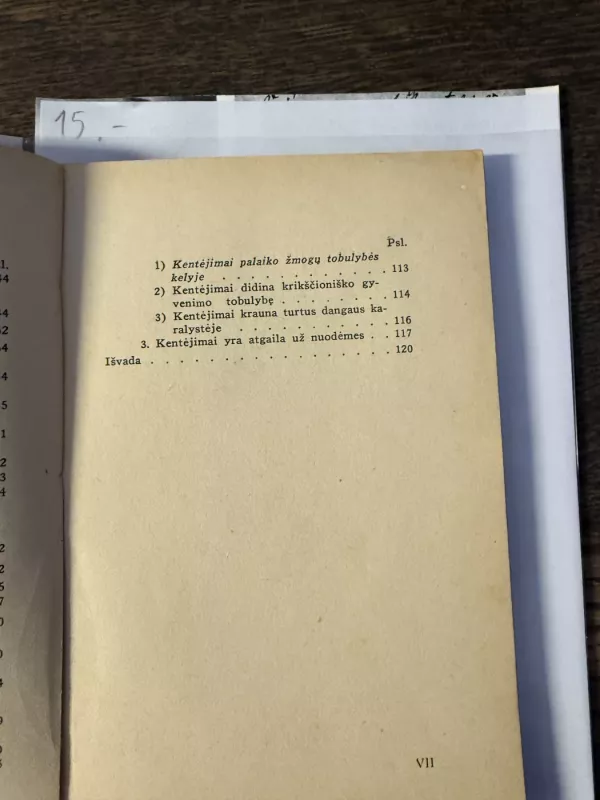 15.-
Psl.
1) Kentėjimai palaiko žmogų tobulybės
kelyje . . . . . . . . . . . . 113
2) Kentėjimai didina krikščioniško gy-
venimo tobulybę . . . . . . . 114
3) Kentėjimai krauna turtus dangaus ka-
ralystėje . . . . . . . . . . . 116
3. Kentėjimai yra atgaila už nuodėmes . . 117
Išvada . . . . . . . . . . . . . . . . . 120
VII